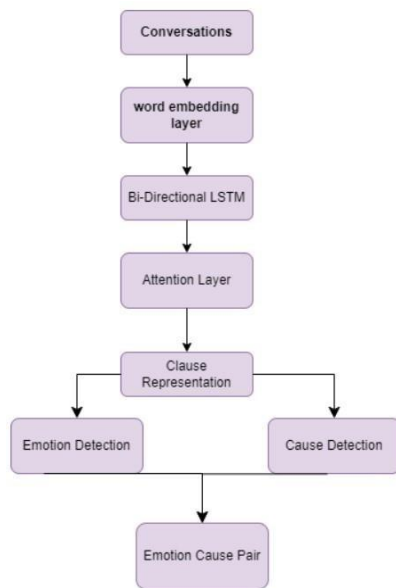 Conversations
word embedding
layer
Bi-Directional LSTM
Attention Layer
Clause
Representation
Emotion Detection
Cause Detection
Emotion Cause Pair